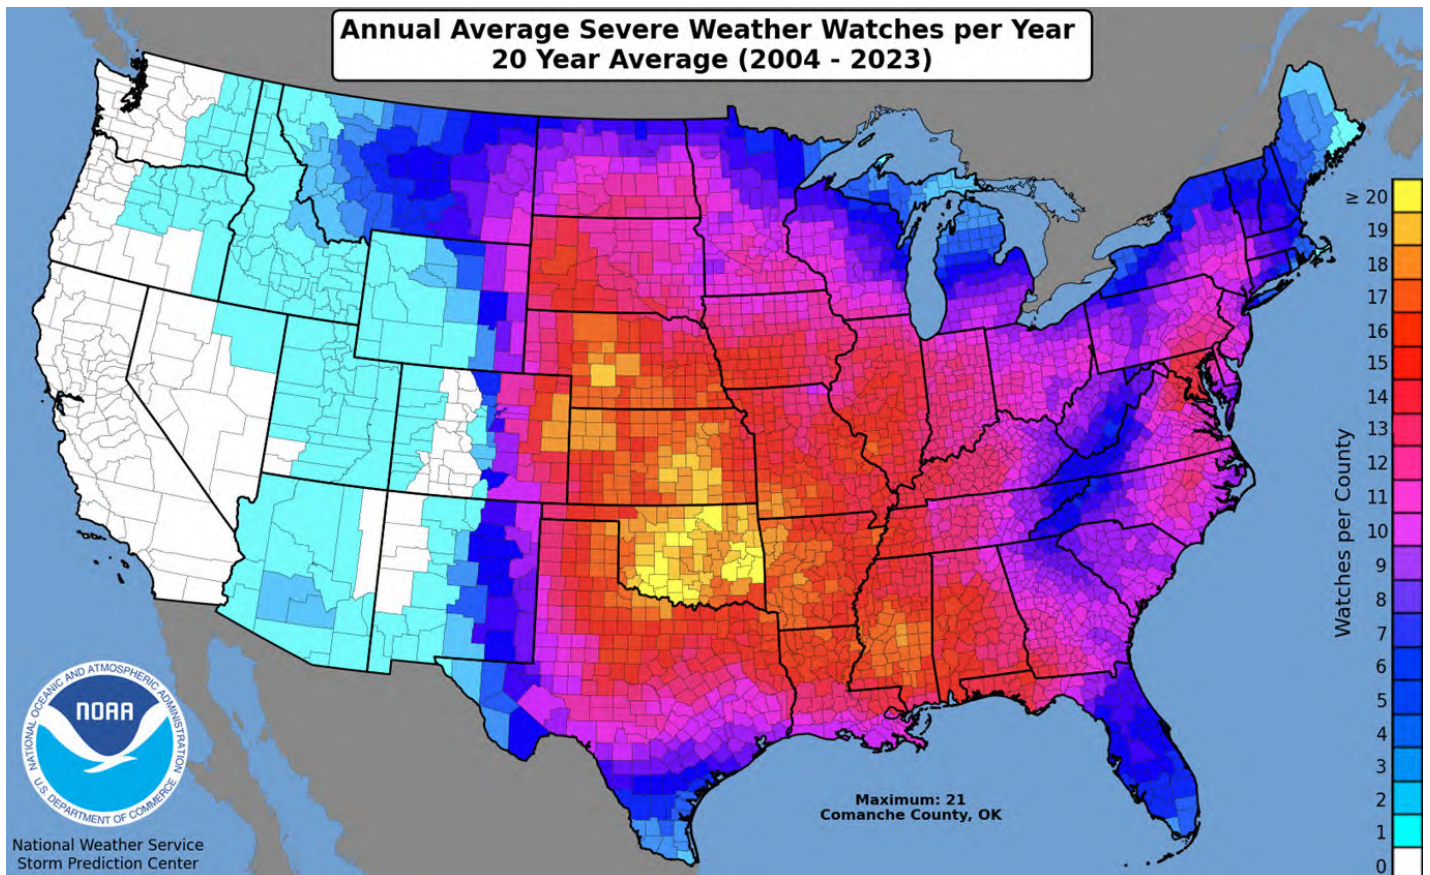 Annual Average Severe Weather Watches per Year
20 Year Average (2004 - 2023)
≥ 20
19
18
17
16
15
14
13
12
11
10
9
8
7
6
5
4
3
2
1
0
Watches per County
Maximum: 21
Comanche County, OK
NATIONAL OCEANIC AND ATMOSPHERIC ADMINISTRATION
NOAA
U.S. DEPARTMENT OF COMMERCE
National Weather Service
Storm Prediction Center